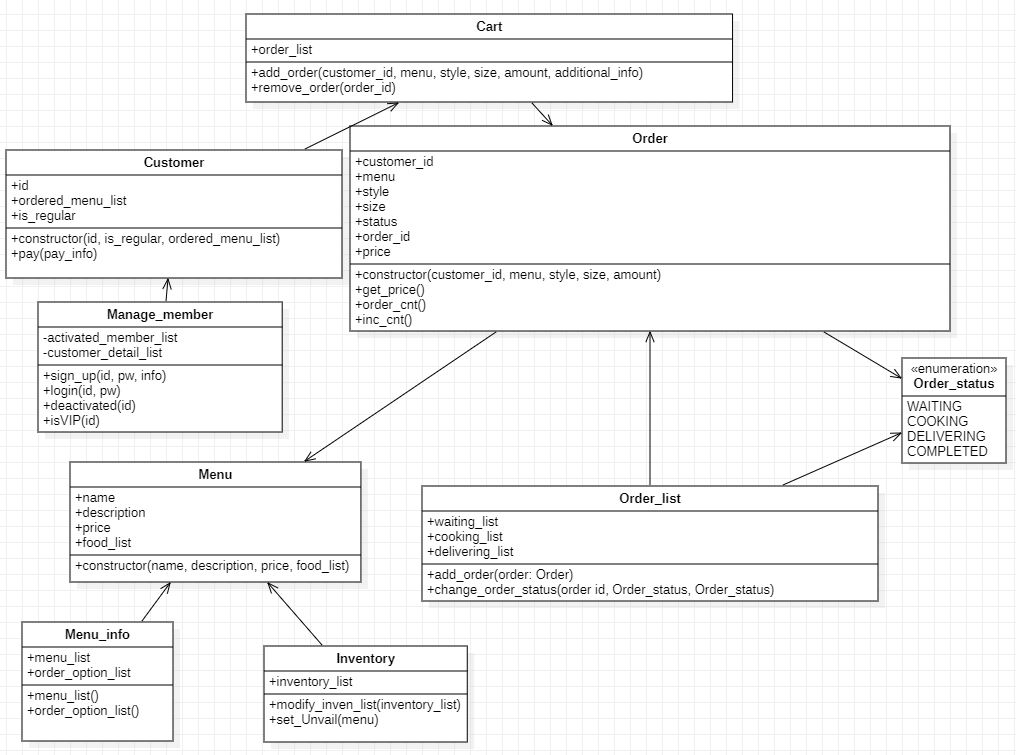 Cart
+order_list
+add_order(customer_id, menu, style, size, amount, additional_info)
+remove_order(order_id)
Customer
+id
+ordered_menu_list
+is_regular
+constructor(id, is_regular, ordered_menu_list)
+pay(pay_info)
Order
+customer_id
+menu
+style
+size
+status
+order_id
+price
+constructor(customer_id, menu, style, size, amount)
+get_price()
+order_cnt()
+inc_cnt()
Manage_member
-activated_member_list
-customer_detail_list
+sign_up(id, pw, info)
+login(id, pw)
+deactivated(id)
+isVIP(id)
«enumeration»
Order_status
WAITING
COOKING
DELIVERING
COMPLETED
Menu
+name
+description
+price
+food_list
+constructor(name, description, price, food_list)
Order_list
+waiting_list
+cooking_list
+delivering_list
+add_order(order: Order)
+change_order_status(order id, Order_status, Order_status)
Menu_info
+menu_list
+order_option_list
+menu_list()
+order_option_list()
Inventory
+inventory_list
+modify_inven_list(inventory_list)
+set_Unvail(menu)